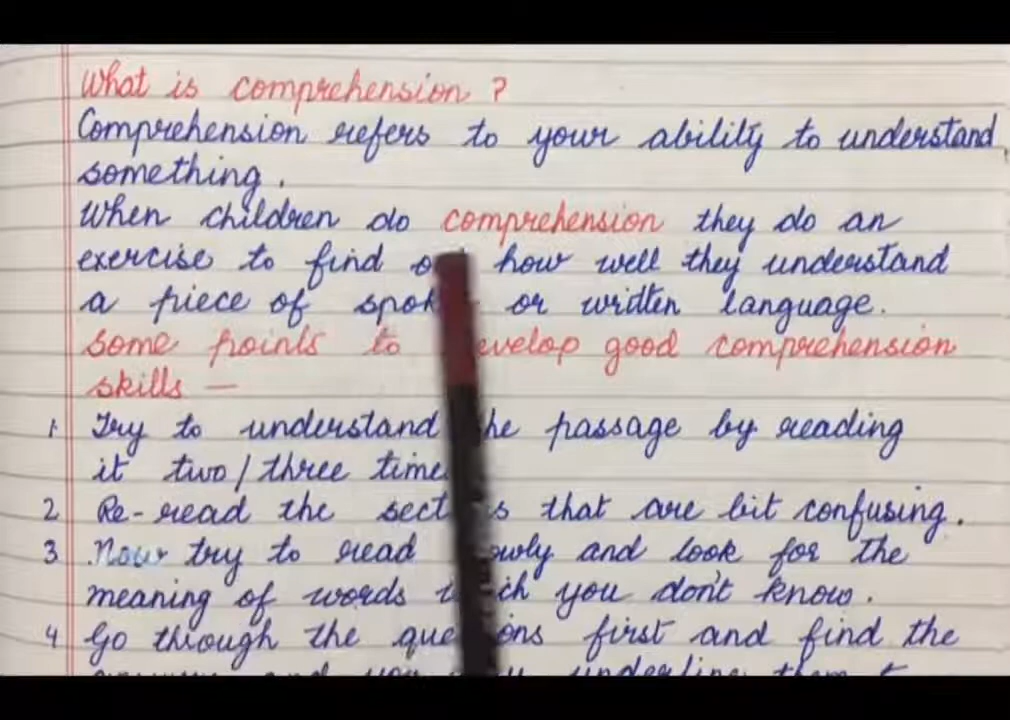 What is comprehension ?
Comprehension refers to your ability to understand
something.
When children do comprehension they do an
exercise to find how well they understand
a piece of or written language.
Some points to good comprehension
skills —
1. Try to understand the passage by reading
it two/three
2 Re-read the that are bit confusing.
3 Now try to read and look for the
meaning of words you don't know.
4 Go through the first and find the
underline them